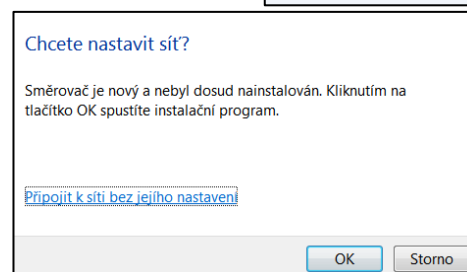 Chcete nastavit síť?
Směrovač je nový a nebyl dosud nainstalován. Kliknutím na
tlačítko OK spustíte instalační program.
Připojit k síti bez jejího nastavení
OK Storno